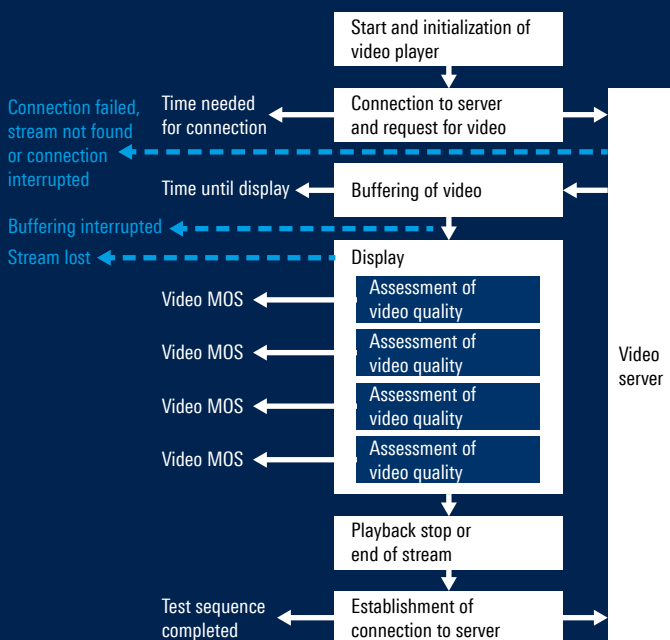 Start and initialization of
video player
Connection failed,
stream not found
or connection
interrupted
Time needed
for connection
Connection to server
and request for video
Time until display
Buffering of video
Buffering interrupted
Stream lost
Display
Video MOS
Assessment of
video quality
Video MOS
Assessment of
video quality
Video MOS
Assessment of
video quality
Video MOS
Assessment of
video quality
Video
server
Playback stop or
end of stream
Test sequence
completed
Establishment of
connection to server